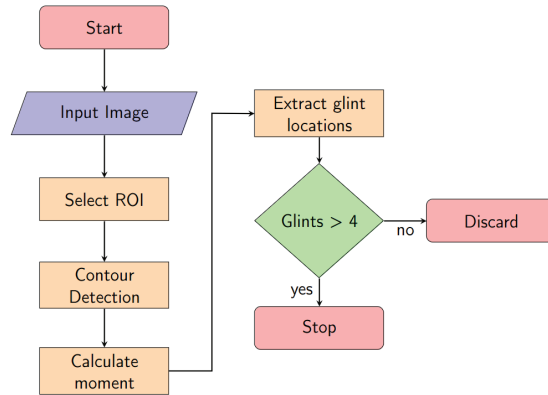 Start
Input Image
Select ROI
Contour
Detection
Calculate
moment
Extract glint
locations
Glints > 4
no
Discard
yes
Stop